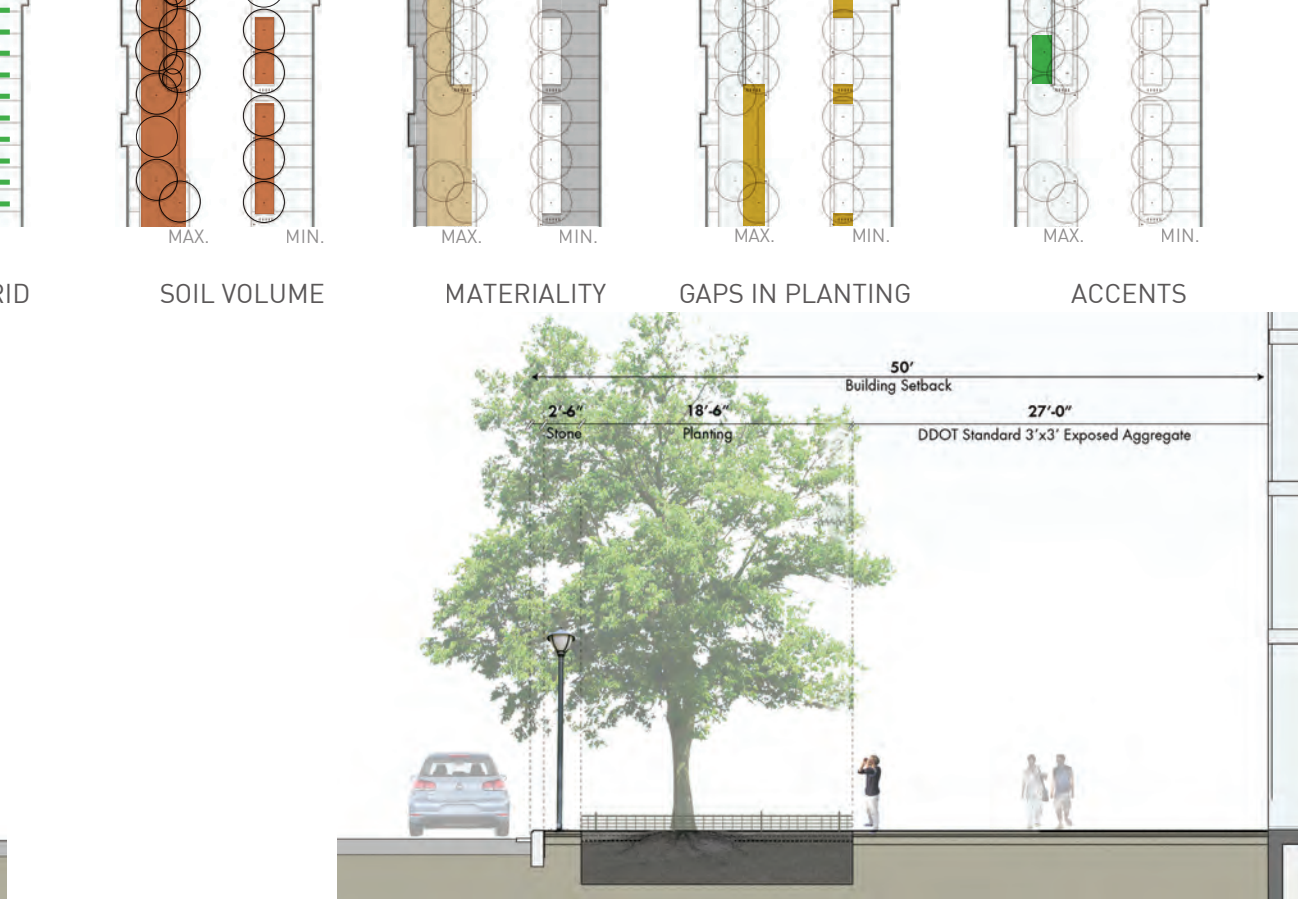 MAX. MIN. MAX. MIN. MAX. MIN. MAX. MIN.
RID SOIL VOLUME MATERIALITY GAPS IN PLANTING ACCENTS
50'
Building Setback
2'-6" 18'-6" 27'-0"
Stone Planting DDOT Standard 3'x3' Exposed Aggregate